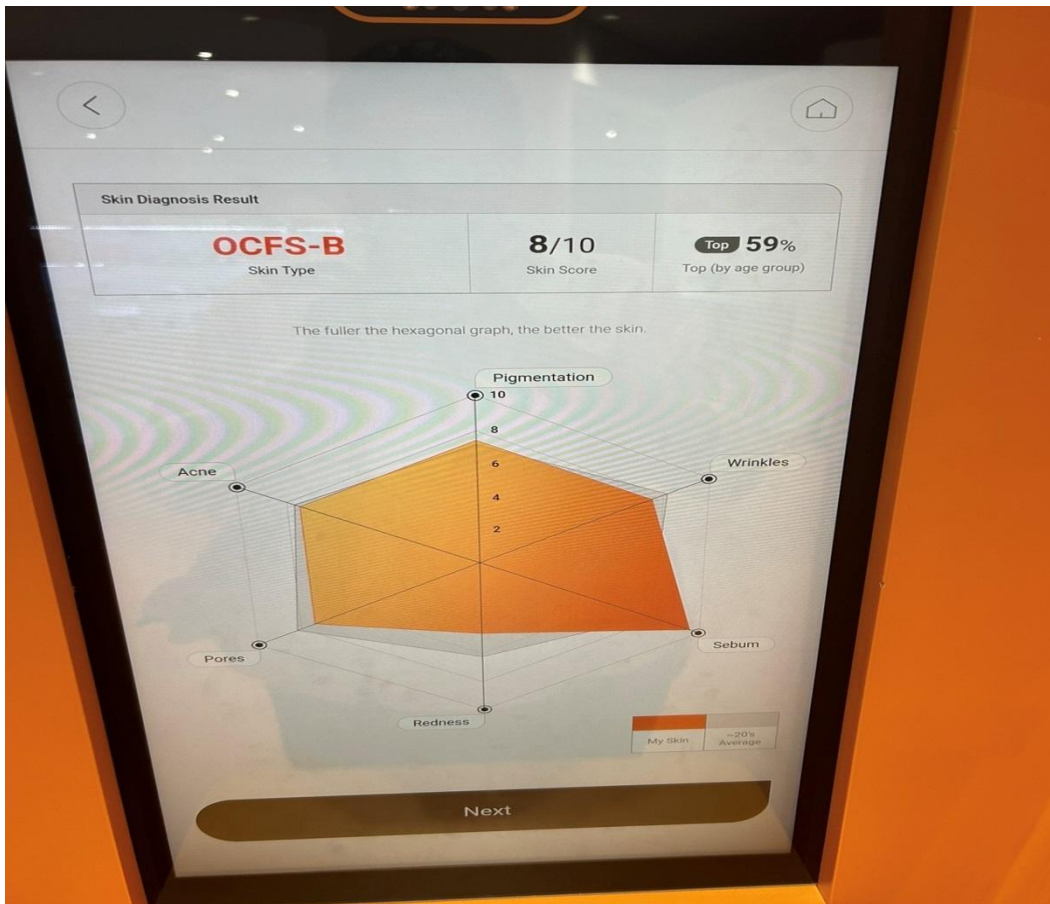 Skin Diagnosis Result
OCFS-B
Skin Type
8/10
Skin Score
Top 59%
Top (by age group)
The fuller the hexagonal graph, the better the skin.
Pigmentation
10
8
6
4
2
Acne
Wrinkles
Pores
Sebum
Redness
My Skin
~20's
Average
Next